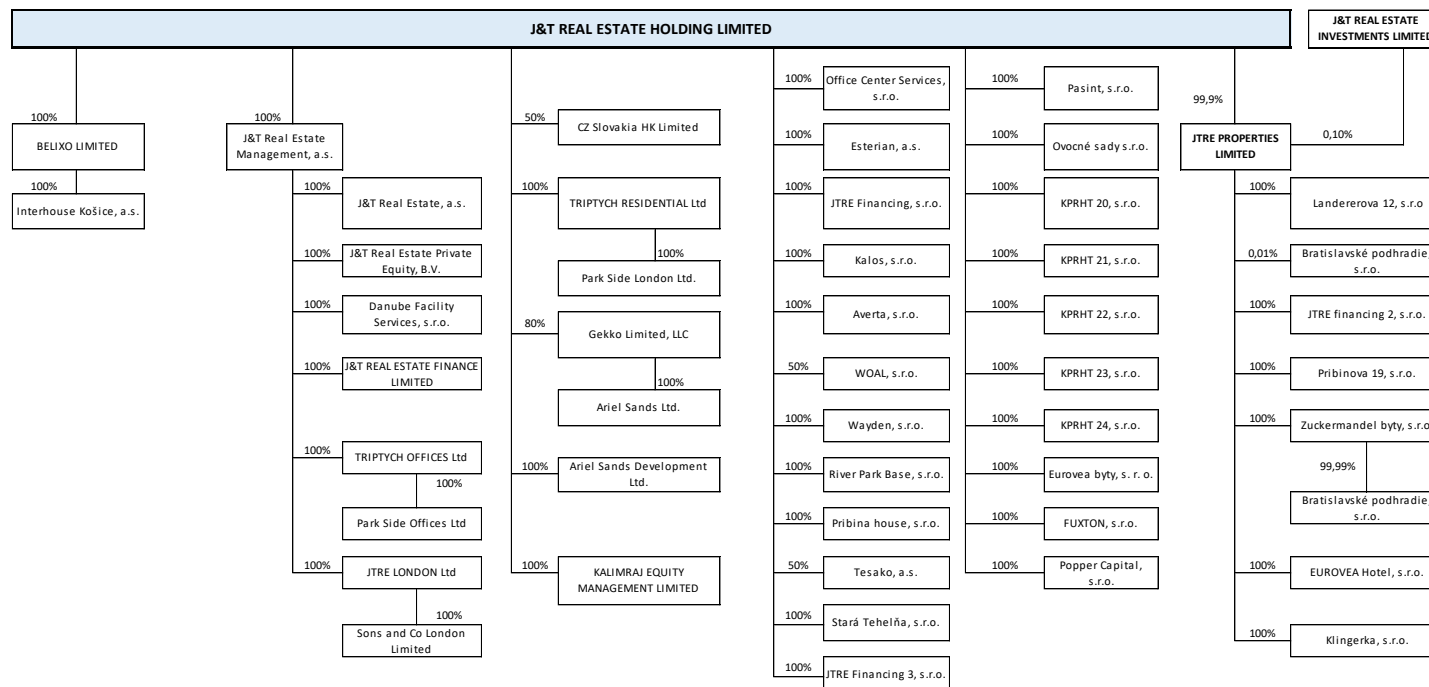 J&T REAL ESTATE HOLDING LIMITED
J&T REAL ESTATE
INVESTMENTS LIMITED
100%
BELIXO LIMITED
100%
Interhouse Košice, a.s.
100%
J&T Real Estate
Management, a.s.
100%
J&T Real Estate, a.s.
100%
J&T Real Estate Private
Equity, B.V.
100%
Danube Facility
Services, s.r.o.
100%
J&T REAL ESTATE FINANCE
LIMITED
100%
TRIPTYCH OFFICES Ltd
100%
Park Side Offices Ltd
100%
JTRE LONDON Ltd
100%
Sons and Co London
Limited
50%
CZ Slovakia HK Limited
100%
TRIPTYCH RESIDENTIAL Ltd
100%
Park Side London Ltd.
80%
Gekko Limited, LLC
100%
Ariel Sands Ltd.
100%
Ariel Sands Development
Ltd.
100%
KALIMRAJ EQUITY
MANAGEMENT LIMITED
100%
Office Center Services,
s.r.o.
100%
Esterian, a.s.
100%
JTRE Financing, s.r.o.
100%
Kalos, s.r.o.
100%
Averta, s.r.o.
50%
WOAL, s.r.o.
100%
Wayden, s.r.o.
100%
River Park Base, s.r.o.
100%
Pribina house, s.r.o.
50%
Tesako, a.s.
100%
Stará Tehelňa, s.r.o.
100%
JTRE Financing 3, s.r.o.
100%
Pasint, s.r.o.
100%
Ovocné sady s.r.o.
100%
KPRHT 20, s.r.o.
100%
KPRHT 21, s.r.o.
100%
KPRHT 22, s.r.o.
100%
KPRHT 23, s.r.o.
100%
KPRHT 24, s.r.o.
100%
Eurovea byty, s. r. o.
100%
FUXTON, s.r.o.
100%
Popper Capital,
s.r.o.
99,9%
JTRE PROPERTIES
LIMITED
0,10%
100%
Landererova 12, s.r.o
0,01%
Bratislavské podhradie,
s.r.o.
100%
JTRE financing 2, s.r.o.
100%
Pribinova 19, s.r.o.
100%
Zuckermandel byty, s.r.o
99,99%
Bratislavské podhradie,
s.r.o.
100%
EUROVEA Hotel, s.r.o.
100%
Klingerka, s.r.o.